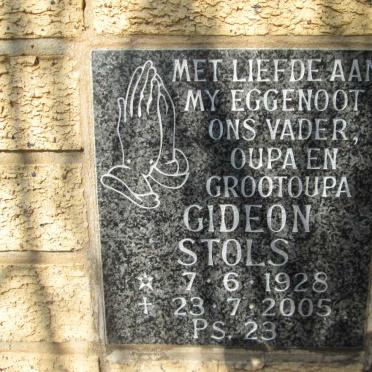 MET LIEFDE AAN
MY EGGENOOT
ONS VADER,
OUPA EN
GROOTOUPA
GIDEON
STOLS
7 · 6 · 1928
23 · 7 · 2005
PS. 23